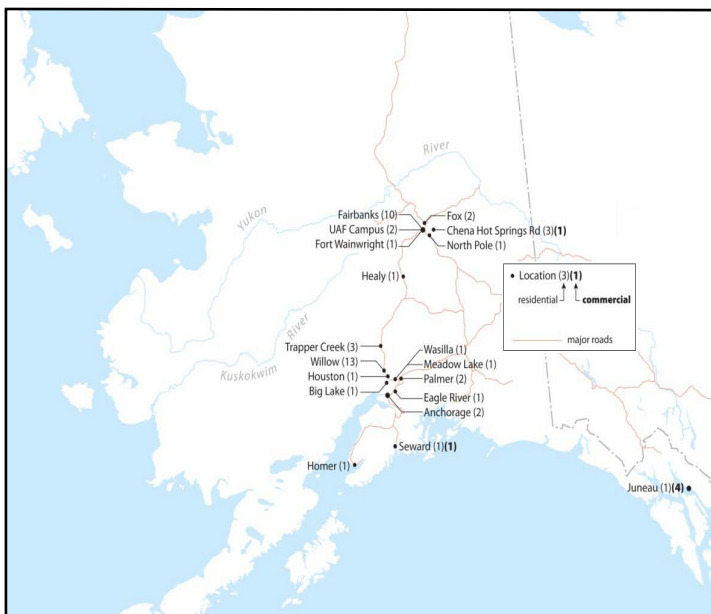 River
Yukon
Fairbanks (10)
UAF Campus (2)
Fort Wainwright (1)
Fox (2)
Chena Hot Springs Rd (3)(1)
North Pole (1)
Healy (1)
Location (3)(1)
residential
commercial
major roads
River
Kuskokwim
Trapper Creek (3)
Willow (13)
Houston (1)
Big Lake (1)
Wasilla (1)
Meadow Lake (1)
Palmer (2)
Eagle River (1)
Anchorage (2)
Seward (1)(1)
Homer (1)
Juneau (1)(4)